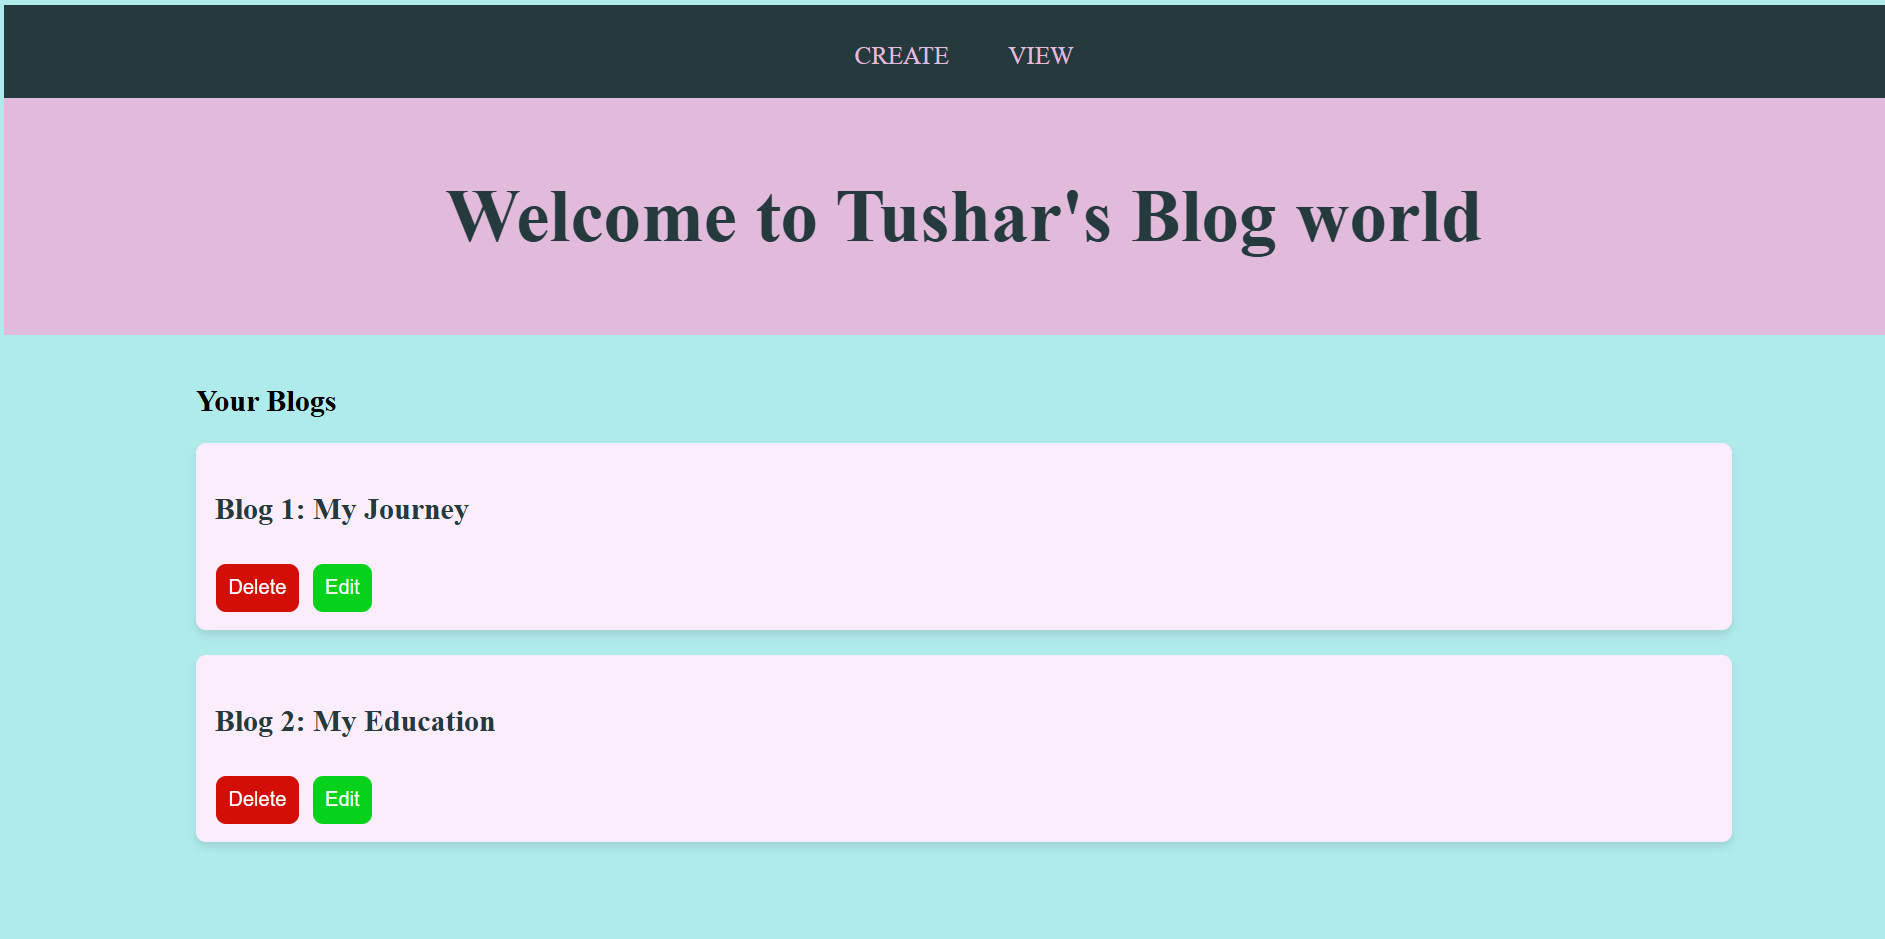 CREATE VIEW
Welcome to Tushar's Blog world
Your Blogs
Blog 1: My Journey
Delete Edit
Blog 2: My Education
Delete Edit